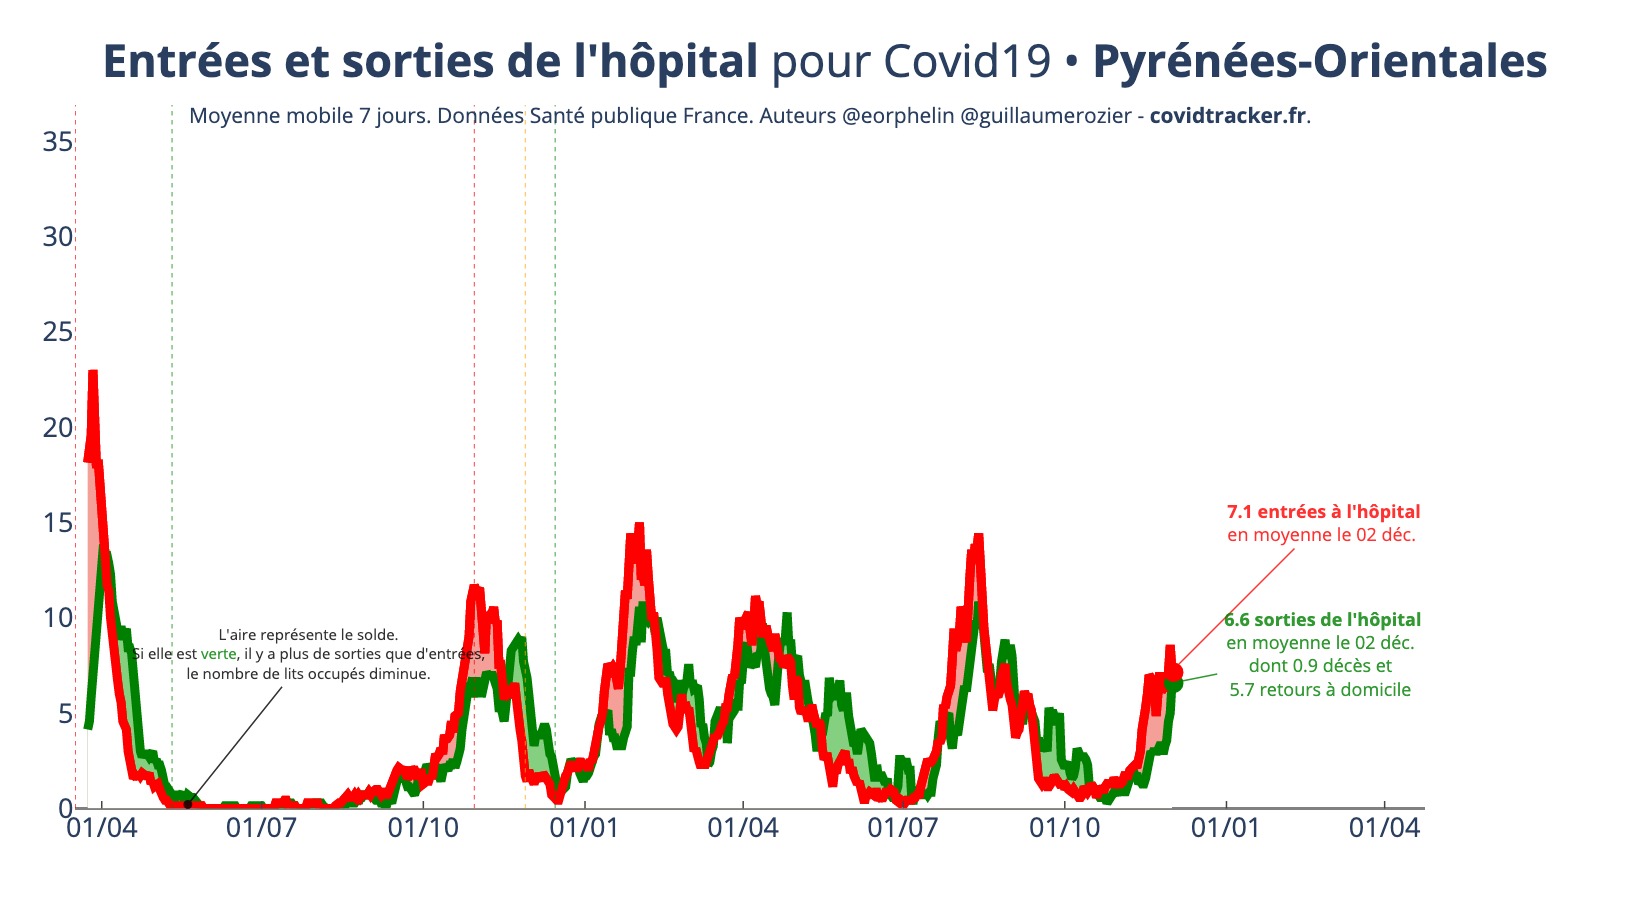 Entrées et sorties de l'hôpital pour Covid19 • Pyrénées-Orientales
Moyenne mobile 7 jours. Données Santé publique France. Auteurs @eorphelin @guillaumerozier - covidtracker.fr.
35
30
25
20
15
10
5
0
L'aire représente le solde.
Si elle est verte, il y a plus de sorties que d'entrées,
le nombre de lits occupés diminue.
7.1 entrées à l'hôpital
en moyenne le 02 déc.
6.6 sorties de l'hôpital
en moyenne le 02 déc.
dont 0.9 décès et
5.7 retours à domicile
01/04 01/07 01/10 01/01 01/04 01/07 01/10 01/01 01/04